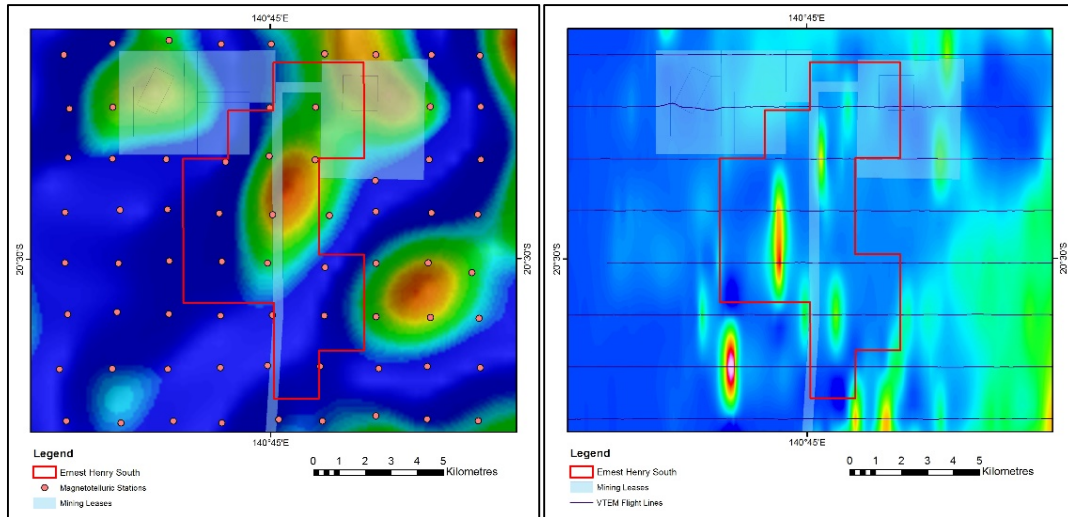 140°45'E
20°30'S
20°30'S
140°45'E
Legend
Ernest Henry South
Magnetotelluric Stations
Mining Leases
0 1 2 3 4 5
Kilometres
140°45'E
20°30'S
20°30'S
140°45'E
Legend
Ernest Henry South
Mining Leases
VTEM Flight Lines
0 1 2 3 4 5
Kilometres